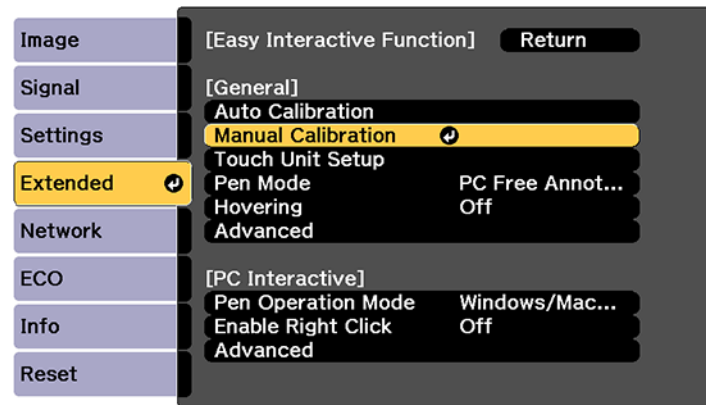 Image
Signal
Settings
Extended
Network
ECO
Info
Reset
[Easy Interactive Function] Return
[General]
Auto Calibration
Manual Calibration
Touch Unit Setup
Pen Mode PC Free Annot...
Hovering Off
Advanced
[PC Interactive]
Pen Operation Mode Windows/Mac...
Enable Right Click Off
Advanced